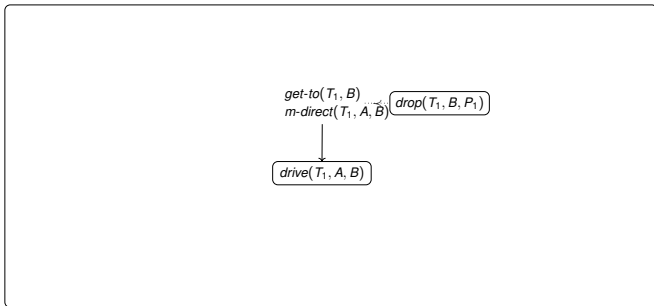 get-to(T₁, B)
m-direct(T₁, A, B)
drop(T₁, B, P₁)
drive(T₁, A, B)